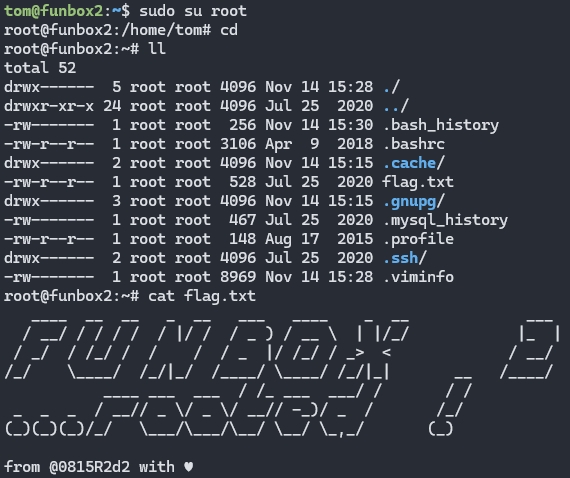 tom@funbox2:~$ sudo su root
root@funbox2:/home/tom# cd
root@funbox2:~# ll
total 52
drwx------  5 root root 4096 Nov 14 15:28 ./
drwxr-xr-x 24 root root 4096 Jul 25  2020 ../
-rw-------  1 root root  256 Nov 14 15:30 .bash_history
-rw-r--r--  1 root root 3106 Apr  9  2018 .bashrc
drwx------  2 root root 4096 Nov 14 15:15 .cache/
-rw-r--r--  1 root root  528 Jul 25  2020 flag.txt
drwx------  3 root root 4096 Nov 14 15:15 .gnupg/
-rw-------  1 root root  467 Jul 25  2020 .mysql_history
-rw-r--r--  1 root root  148 Aug 17  2015 .profile
drwx------  2 root root 4096 Jul 25  2020 .ssh/
-rw-------  1 root root 8969 Nov 14 15:28 .viminfo
root@funbox2:~# cat flag.txt
FUNBOX 2
...rooted !
from @0815R2d2 with ♥